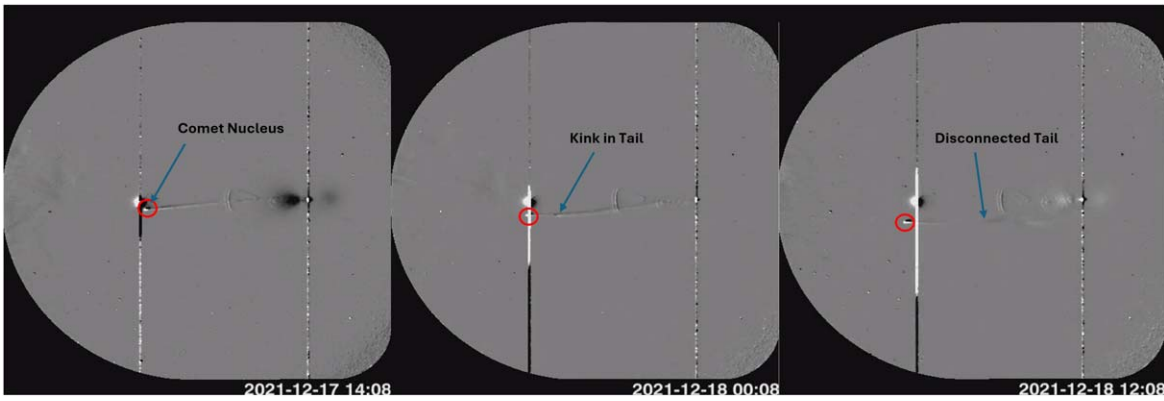 Comet Nucleus
Kink in Tail
Disconnected Tail
2021-12-17 14:08
2021-12-18 00:08
2021-12-18 12:08